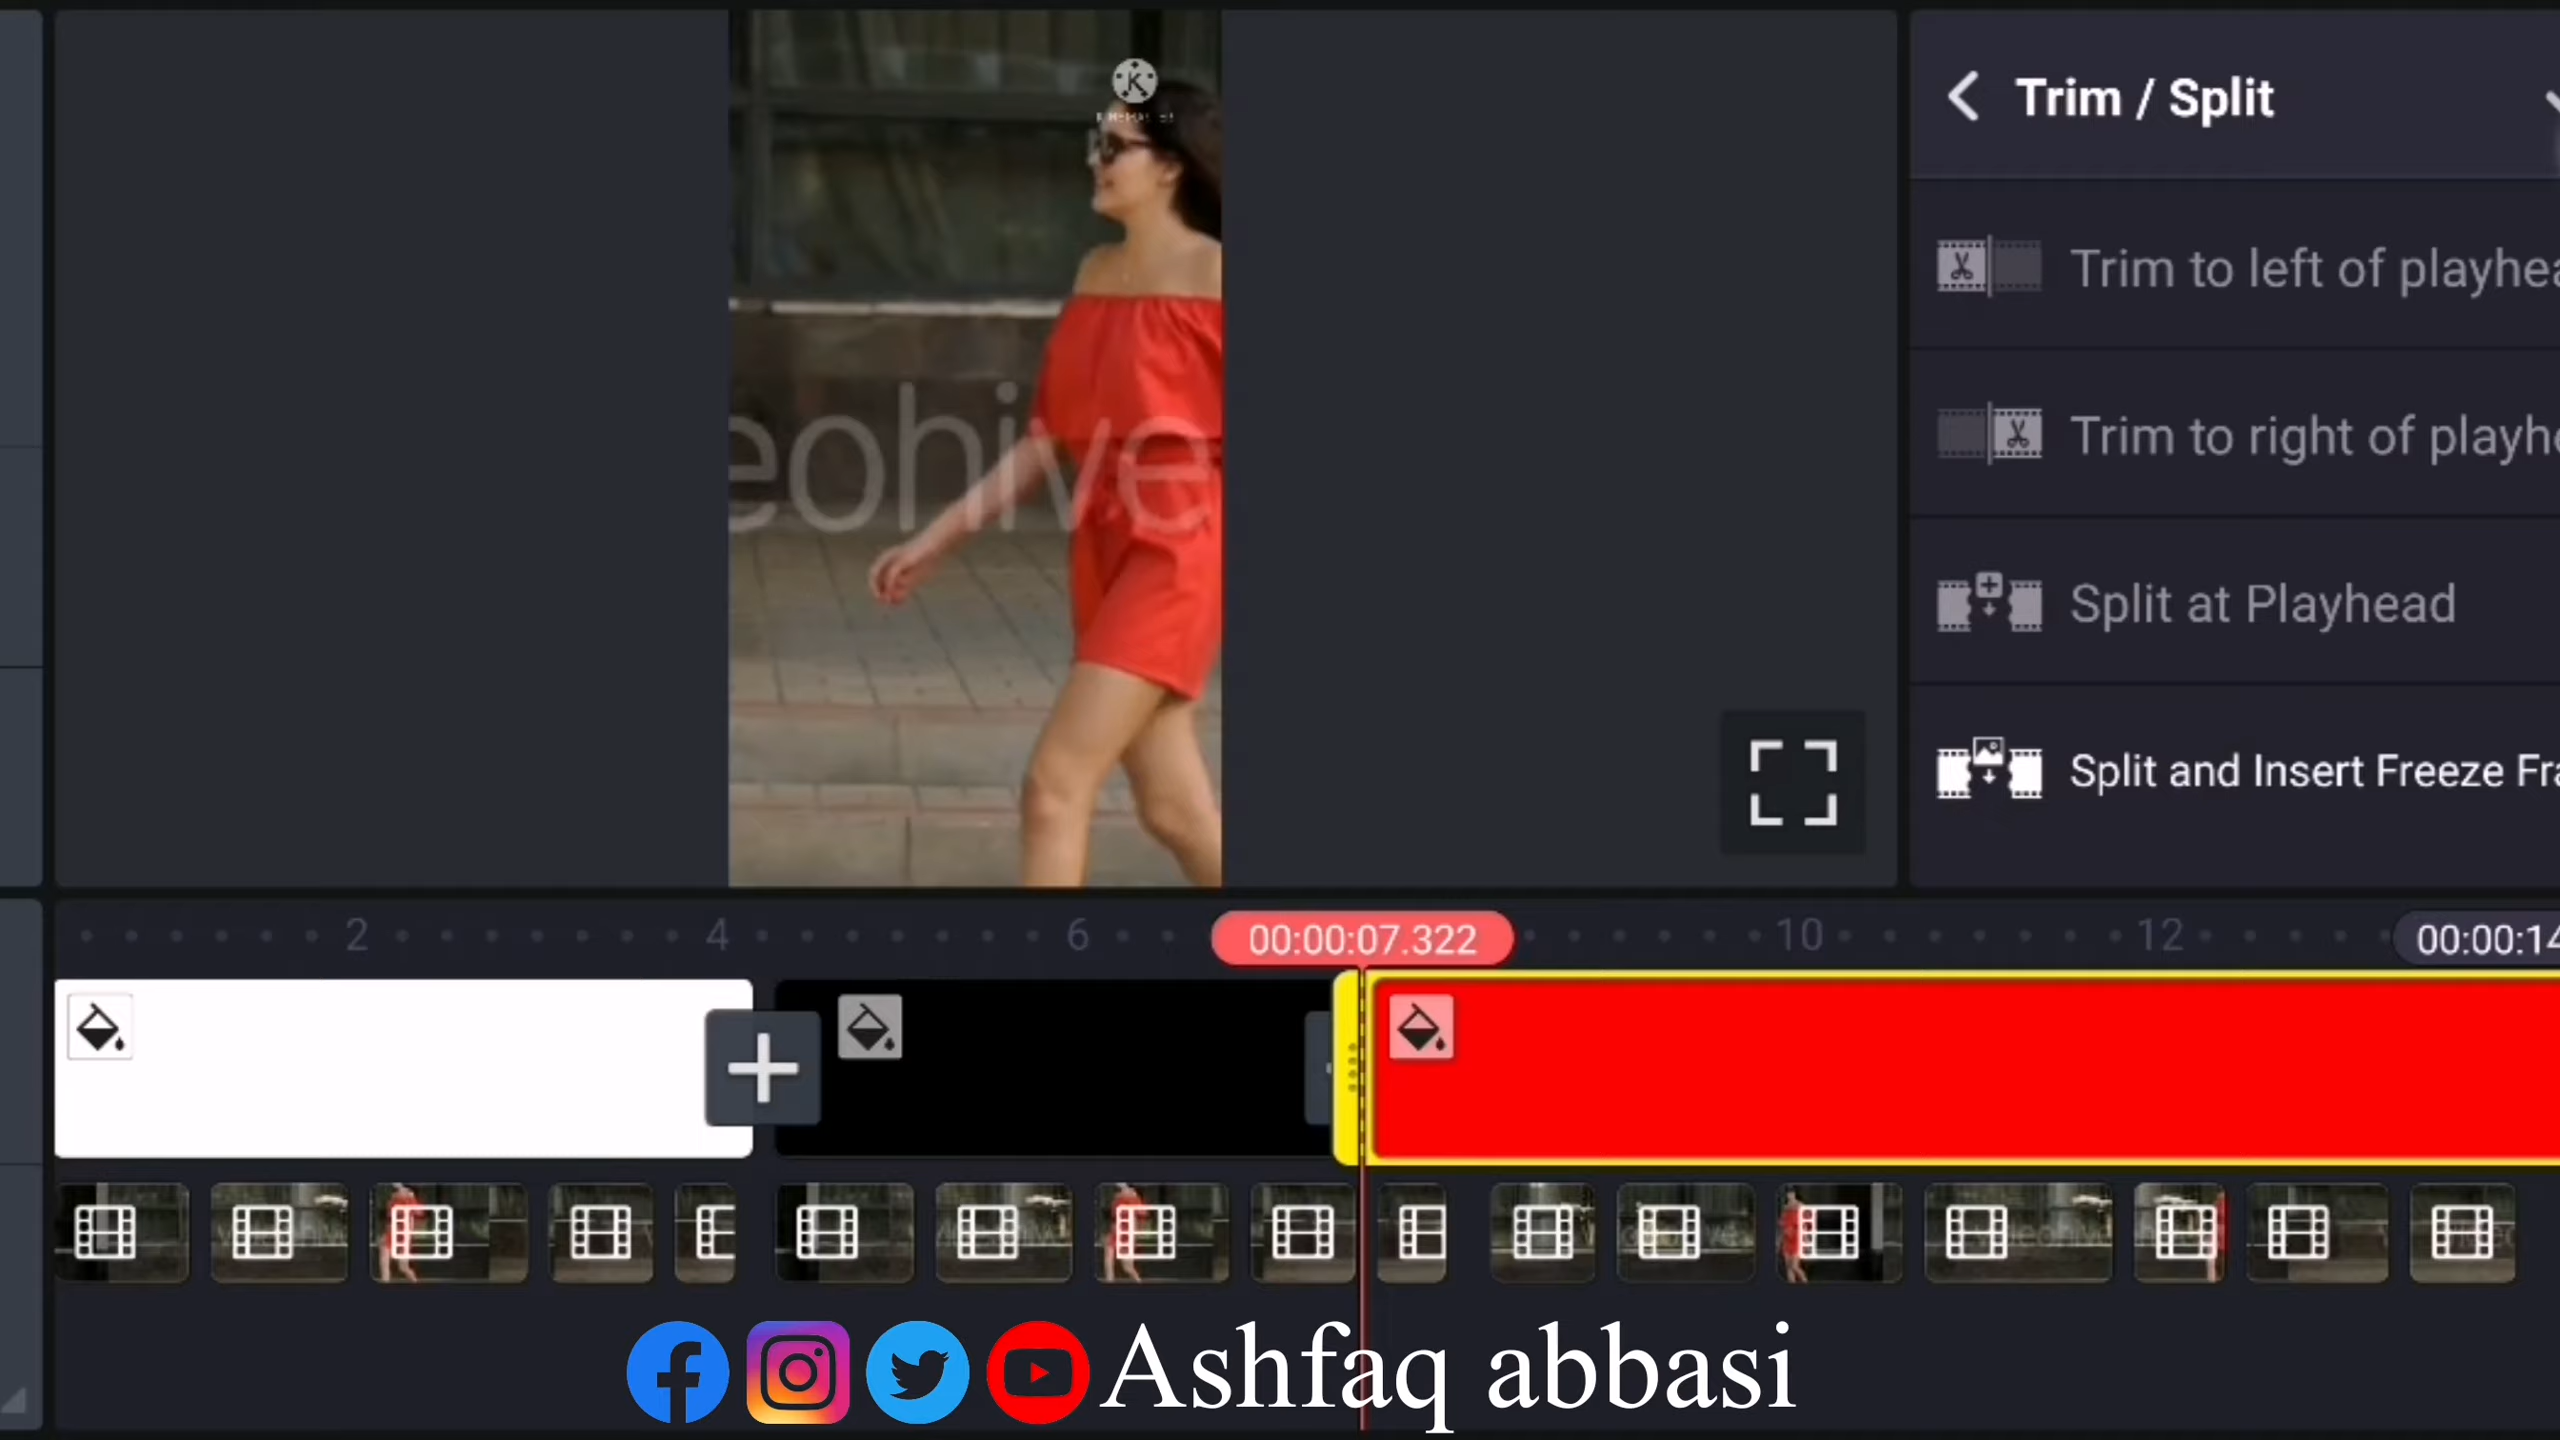 K
Trim / Split
Trim to left of playhea
Trim to right of playh
eohive
Split at Playhead
Split and Insert Freeze Fra
2
4
6
00:00:07.322
10
12
00:00:14
Ashfaq abbasi